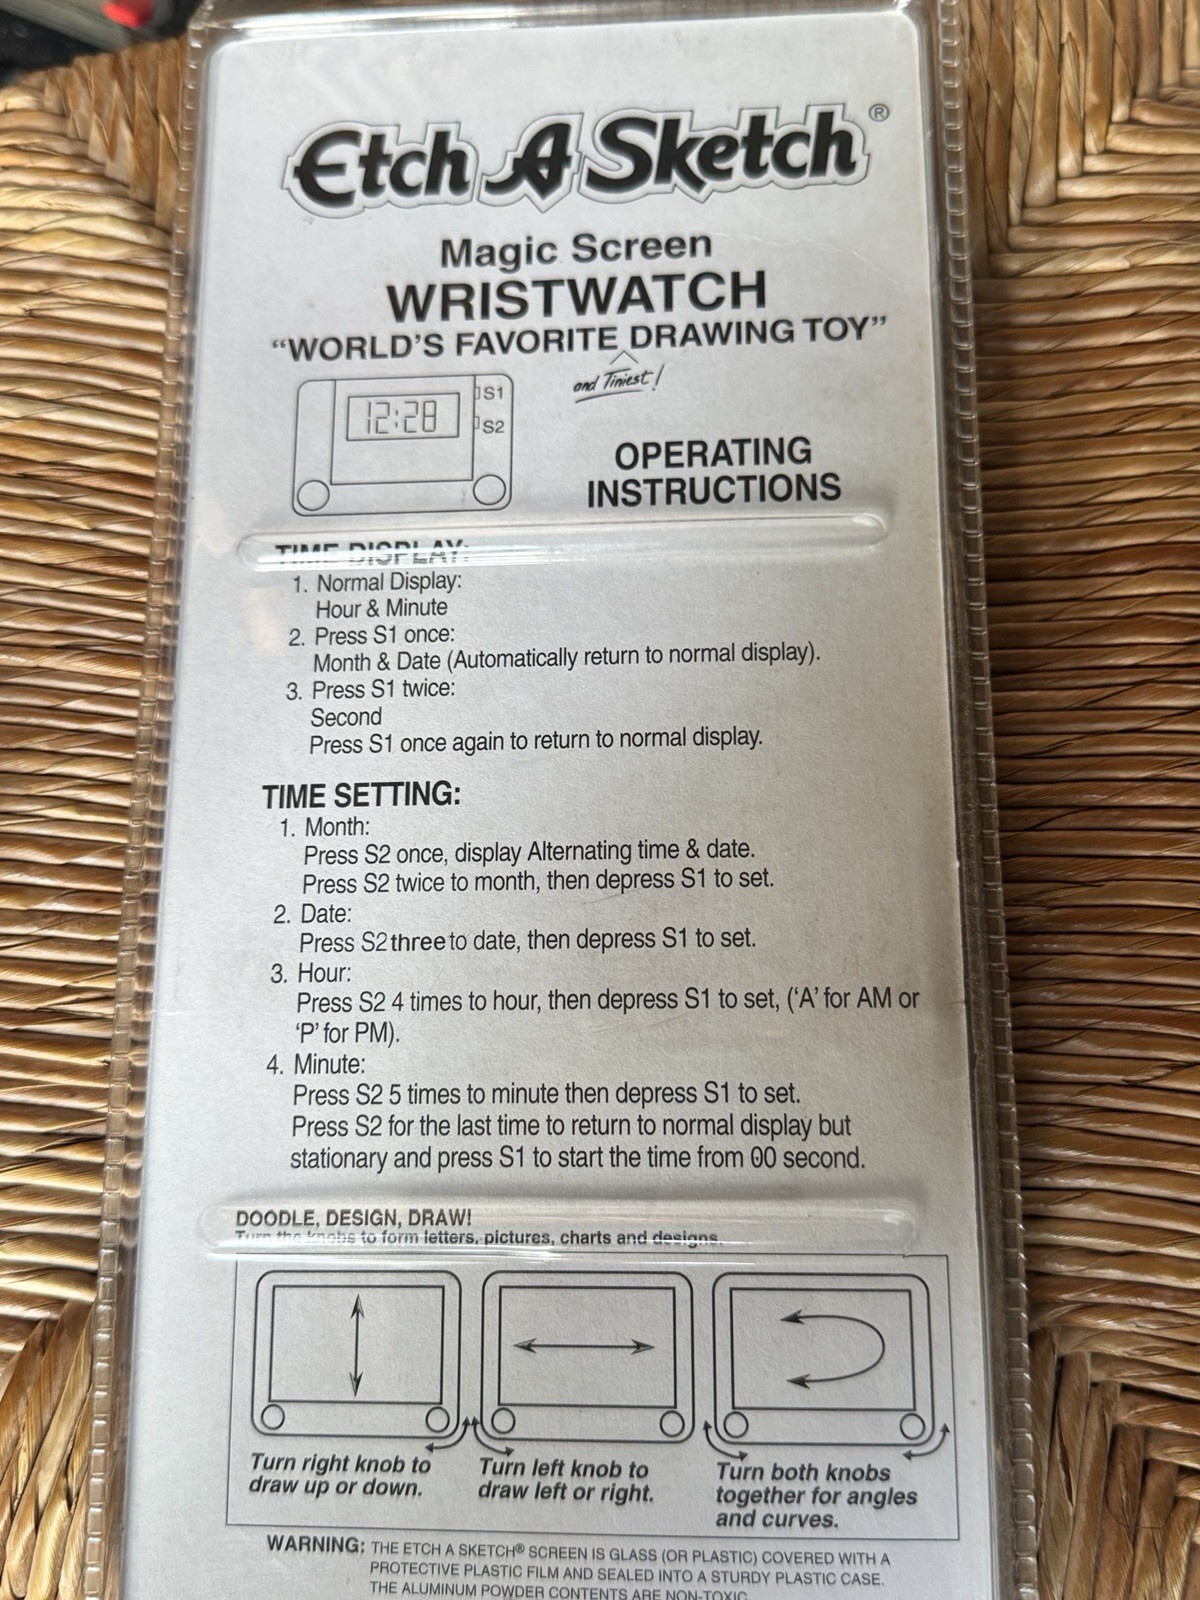 Etch A Sketch®
Magic Screen
WRISTWATCH
“WORLD’S FAVORITE DRAWING TOY”
and Tiniest!
12:28
S1
S2
OPERATING
INSTRUCTIONS
TIME DISPLAY:
1. Normal Display:
Hour & Minute
2. Press S1 once:
Month & Date (Automatically return to normal display).
3. Press S1 twice:
Second
Press S1 once again to return to normal display.
TIME SETTING:
1. Month:
Press S2 once, display Alternating time & date.
Press S2 twice to month, then depress S1 to set.
2. Date:
Press S2 three to date, then depress S1 to set.
3. Hour:
Press S2 4 times to hour, then depress S1 to set, (‘A’ for AM or
‘P’ for PM).
4. Minute:
Press S2 5 times to minute then depress S1 to set.
Press S2 for the last time to return to normal display but
stationary and press S1 to start the time from 00 second.
DOODLE, DESIGN, DRAW!
Turn the knobs to form letters, pictures, charts and designs.
Turn right knob to
draw up or down.
Turn left knob to
draw left or right.
Turn both knobs
together for angles
and curves.
WARNING: THE ETCH A SKETCH® SCREEN IS GLASS (OR PLASTIC) COVERED WITH A
PROTECTIVE PLASTIC FILM AND SEALED INTO A STURDY PLASTIC CASE.
THE ALUMINUM POWDER CONTENTS ARE NON-TOXIC